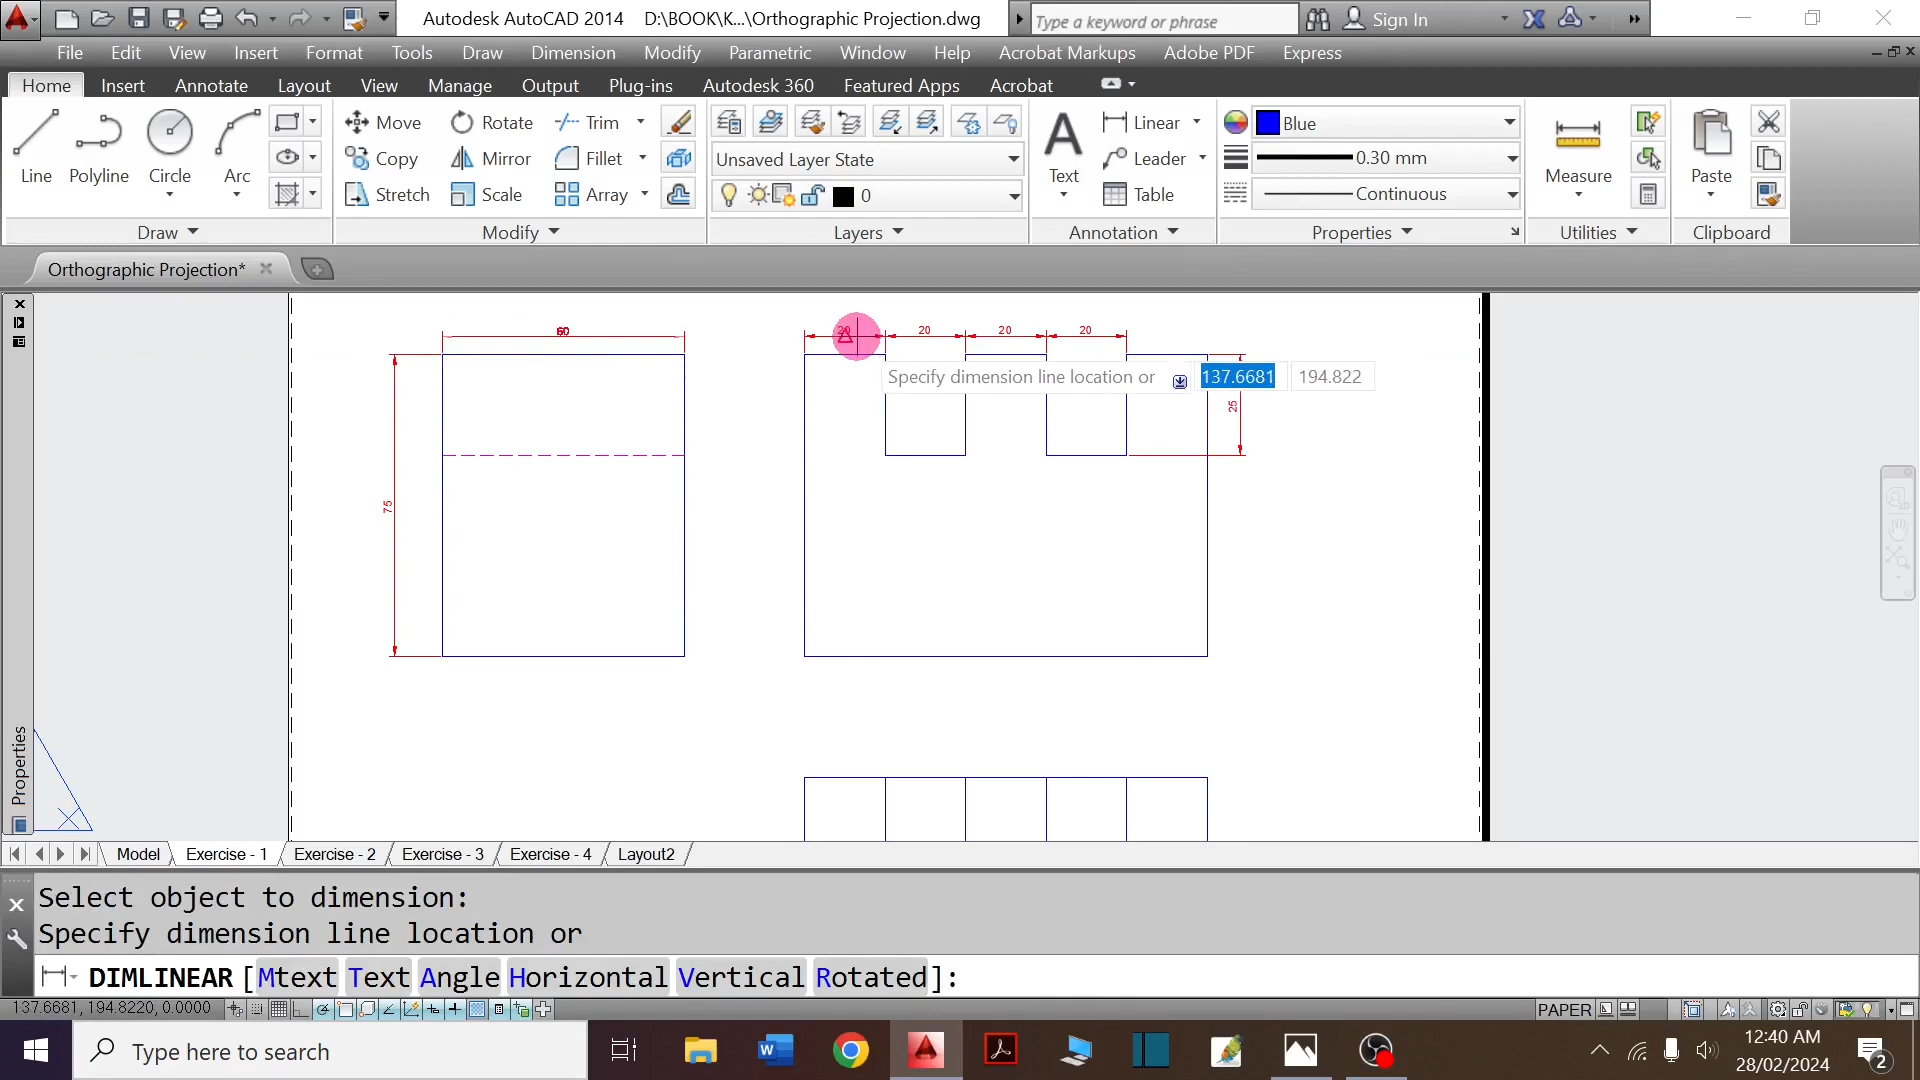 Autodesk AutoCAD 2014 D:\BOOK\K...\Orthographic Projection.dwg
Type a keyword or phrase
Sign In
File Edit View Insert Format Tools Draw Dimension Modify Parametric Window Help Acrobat Markups Adobe PDF Express
Home Insert Annotate Layout View Manage Output Plug-ins Autodesk 360 Featured Apps Acrobat
Move Rotate Trim
Linear
Blue
Copy Mirror Fillet
Unsaved Layer State
Leader
0.30 mm
Line Polyline Circle Arc
Text
Measure
Paste
Stretch Scale Array
0
Table
Continuous
Draw Modify Layers Annotation Properties Utilities Clipboard
Orthographic Projection*
20 20 20 20
Specify dimension line location or 137.6681 194.822
25
75
Properties
Model Exercise - 1 Exercise - 2 Exercise - 3 Exercise - 4 Layout2
Select object to dimension:
Specify dimension line location or
DIMLINEAR [Mtext Text Angle Horizontal Vertical Rotated]:
137.6681, 194.8220, 0.0000
PAPER
Type here to search
12:40 AM
28/02/2024
2